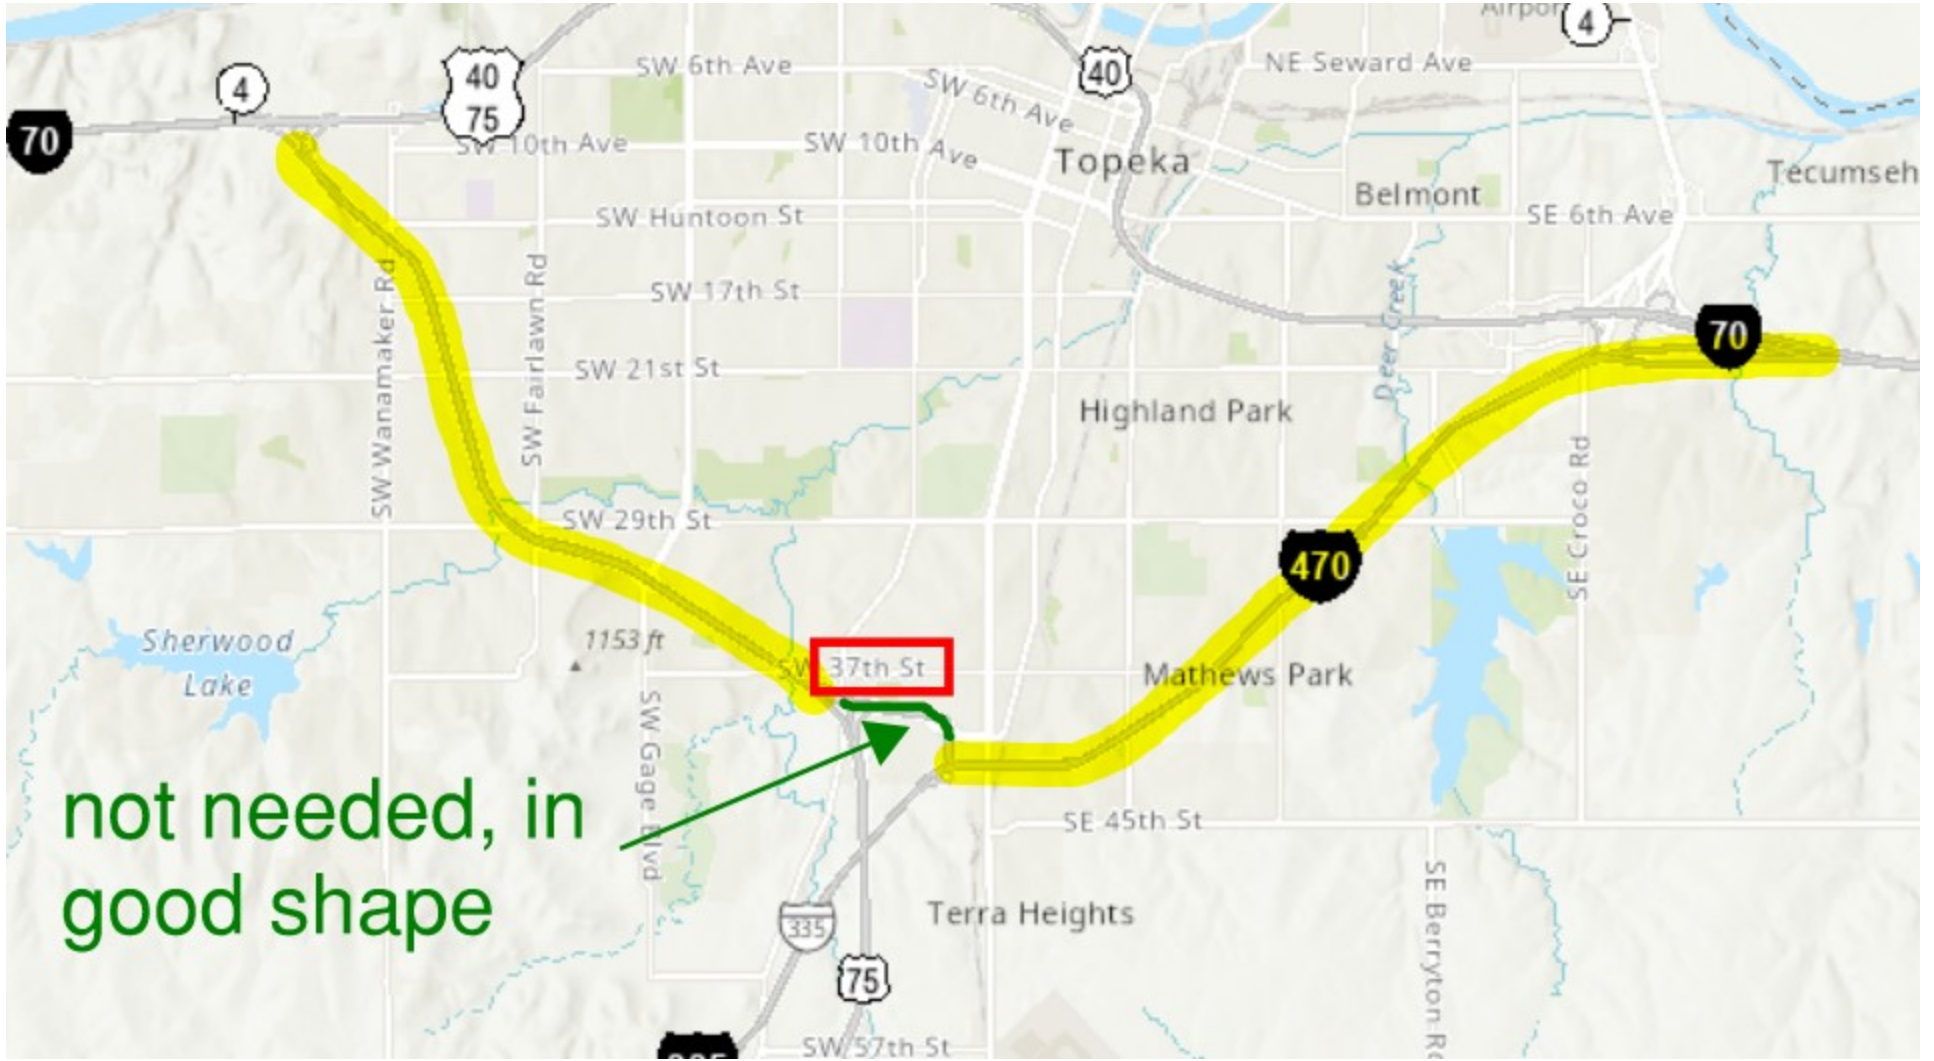 Airport
4
40
SW 6th Ave
NE Seward Ave
4
40
75
SW 6th Ave
70
SW 10th Ave
SW 10th Ave
Topeka
Tecumseh
Belmont
SW Huntoon St
SE 6th Ave
SW Wanamaker Rd
SW Fairlawn Rd
SW 17th St
Deer Creek
70
SW 21st St
Highland Park
SW 29th St
SE Croco Rd
470
Sherwood
Lake
1153 ft
SW 37th St
Mathews Park
SW Gage Blvd
not needed, in
good shape
SE 45th St
SE Berryton Rd
Terra Heights
335
75
SW 57th St